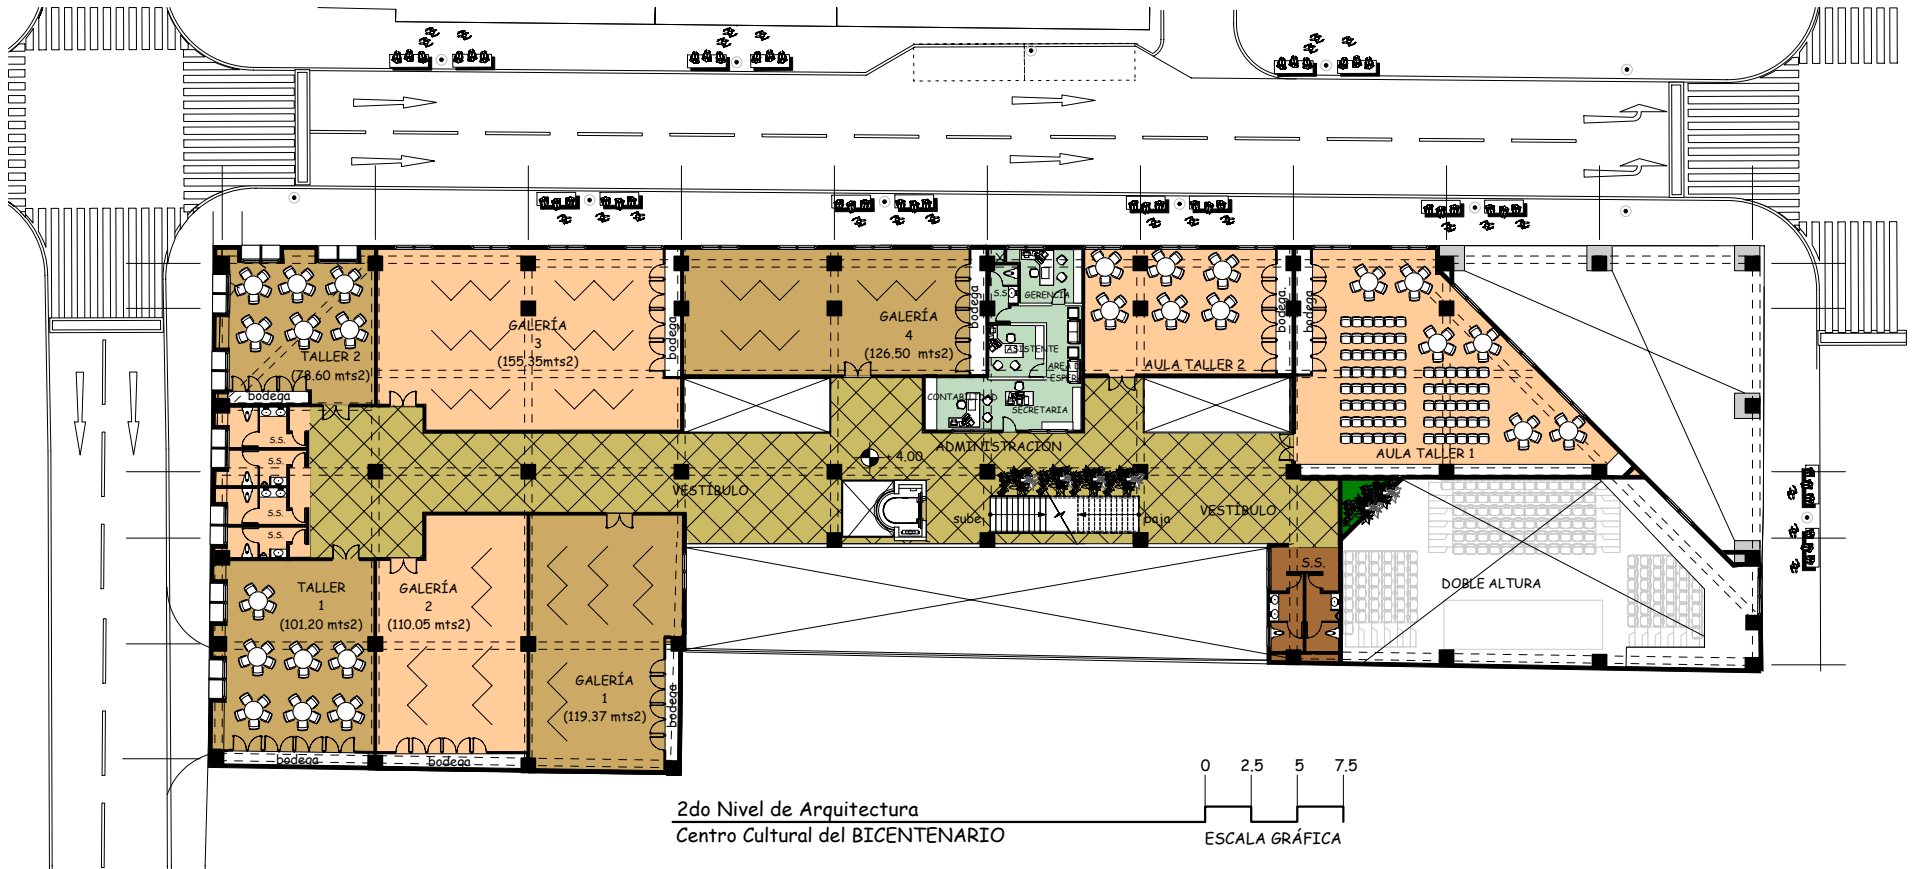 TALLER 2
(78.60 mts2)
bodega
GALERÍA
3
(155.35mts2)
bodega
GALERÍA
4
(126.50 mts2)
bodega
S.S.
GERENCIA
ASISTENTE
AREA
ESPER
CONTABILIDAD
SECRETARIA
ADMINISTRACIÓN
AULA TALLER 2
bodega.
bodega
AULA TALLER 1
S.S.
S.S.
S.S.
S.S.
VESTÍBULO
+ 4.00
sube
baja
VESTÍBULO
S.S.
DOBLE ALTURA
TALLER
1
(101.20 mts2)
bodega
GALERÍA
2
(110.05 mts2)
bodega
GALERÍA
1
(119.37 mts2)
bodega
2do Nivel de Arquitectura
Centro Cultural del BICENTENARIO
0 2.5 5 7.5
ESCALA GRÁFICA